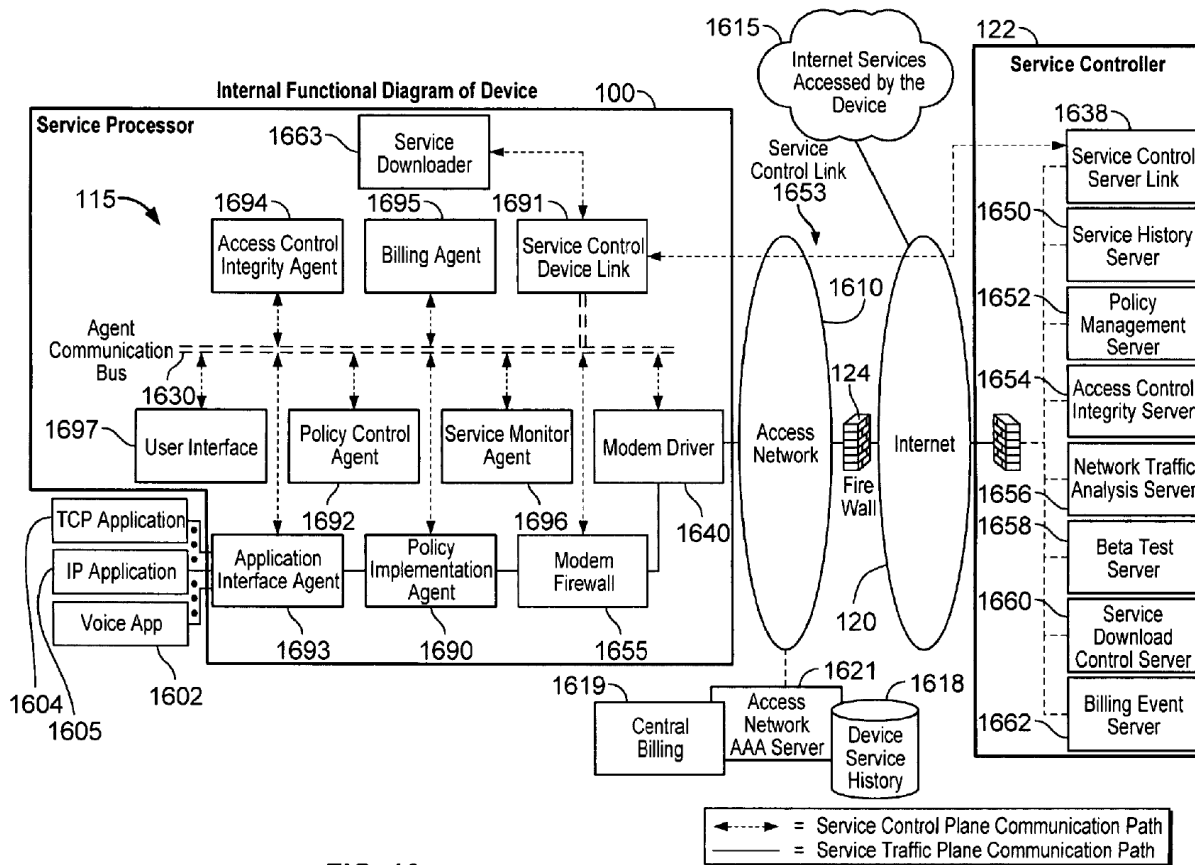 122
1615
Internet Services
Accessed by the
Device
Service Controller
Internal Functional Diagram of Device
100
Service Processor
1663
Service
Downloader
Service
Control Link
1653
1638
Service Control
Server Link
115
1694
Access Control
Integrity Agent
1695
Billing Agent
1691
Service Control
Device Link
1650
Service History
Server
1610
1652
Policy
Management
Server
Agent
Communication
Bus
1630
124
1654
Access Control
Integrity Server
1697
User Interface
Policy Control
Agent
Service Monitor
Agent
Modem Driver
Access
Network
Fire
Wall
Internet
Network Traffic
Analysis Server
1656
1692
1696
1640
1658
Beta Test
Server
TCP Application
IP Application
Voice App
Application
Interface Agent
Policy
Implementation
Agent
Modem
Firewall
1660
Service
Download
Control Server
120
1604
1605
1602
1693
1690
1655
1662
Billing Event
Server
1619
Central
Billing
1621
Access
Network
AAA Server
1618
Device
Service
History
= Service Control Plane Communication Path
= Service Traffic Plane Communication Path